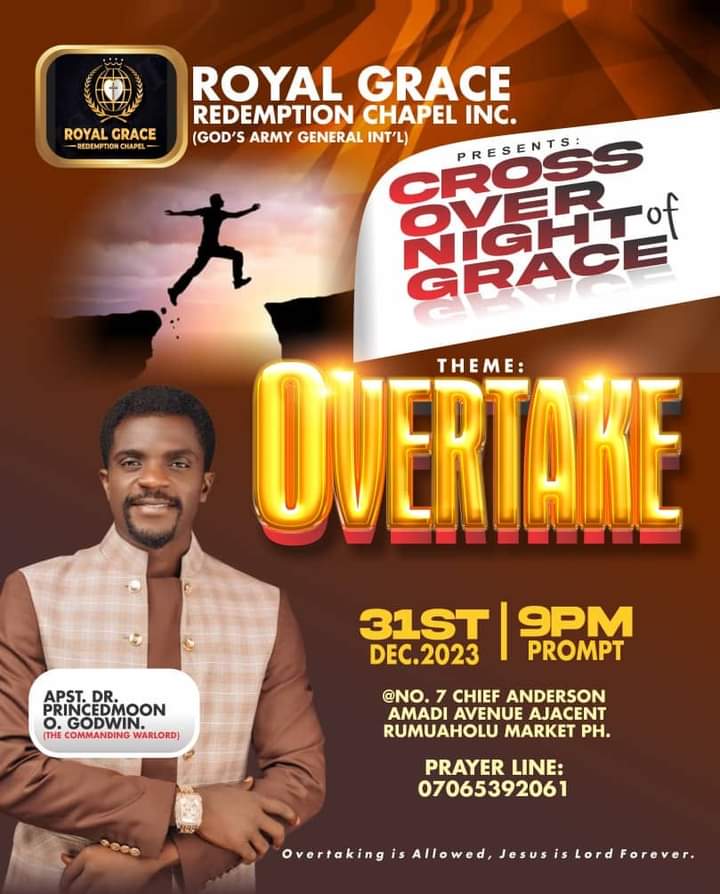 ROYAL GRACE
REDEMPTION CHAPEL
ROYAL GRACE
REDEMPTION CHAPEL INC.
(GOD'S ARMY GENERAL INT'L)
PRESENTS:
CROSS
OVER
NIGHT of
GRACE
THEME:
OVERTAKE
31ST | 9PM
DEC.2023 PROMPT
@NO. 7 CHIEF ANDERSON
AMADI AVENUE AJACENT
RUMUAHOLU MARKET PH.
PRAYER LINE:
07065392061
APST. DR.
PRINCEDMOON
O. GODWIN.
(THE COMMANDING WARLORD)
Overtaking is Allowed, Jesus is Lord Forever.